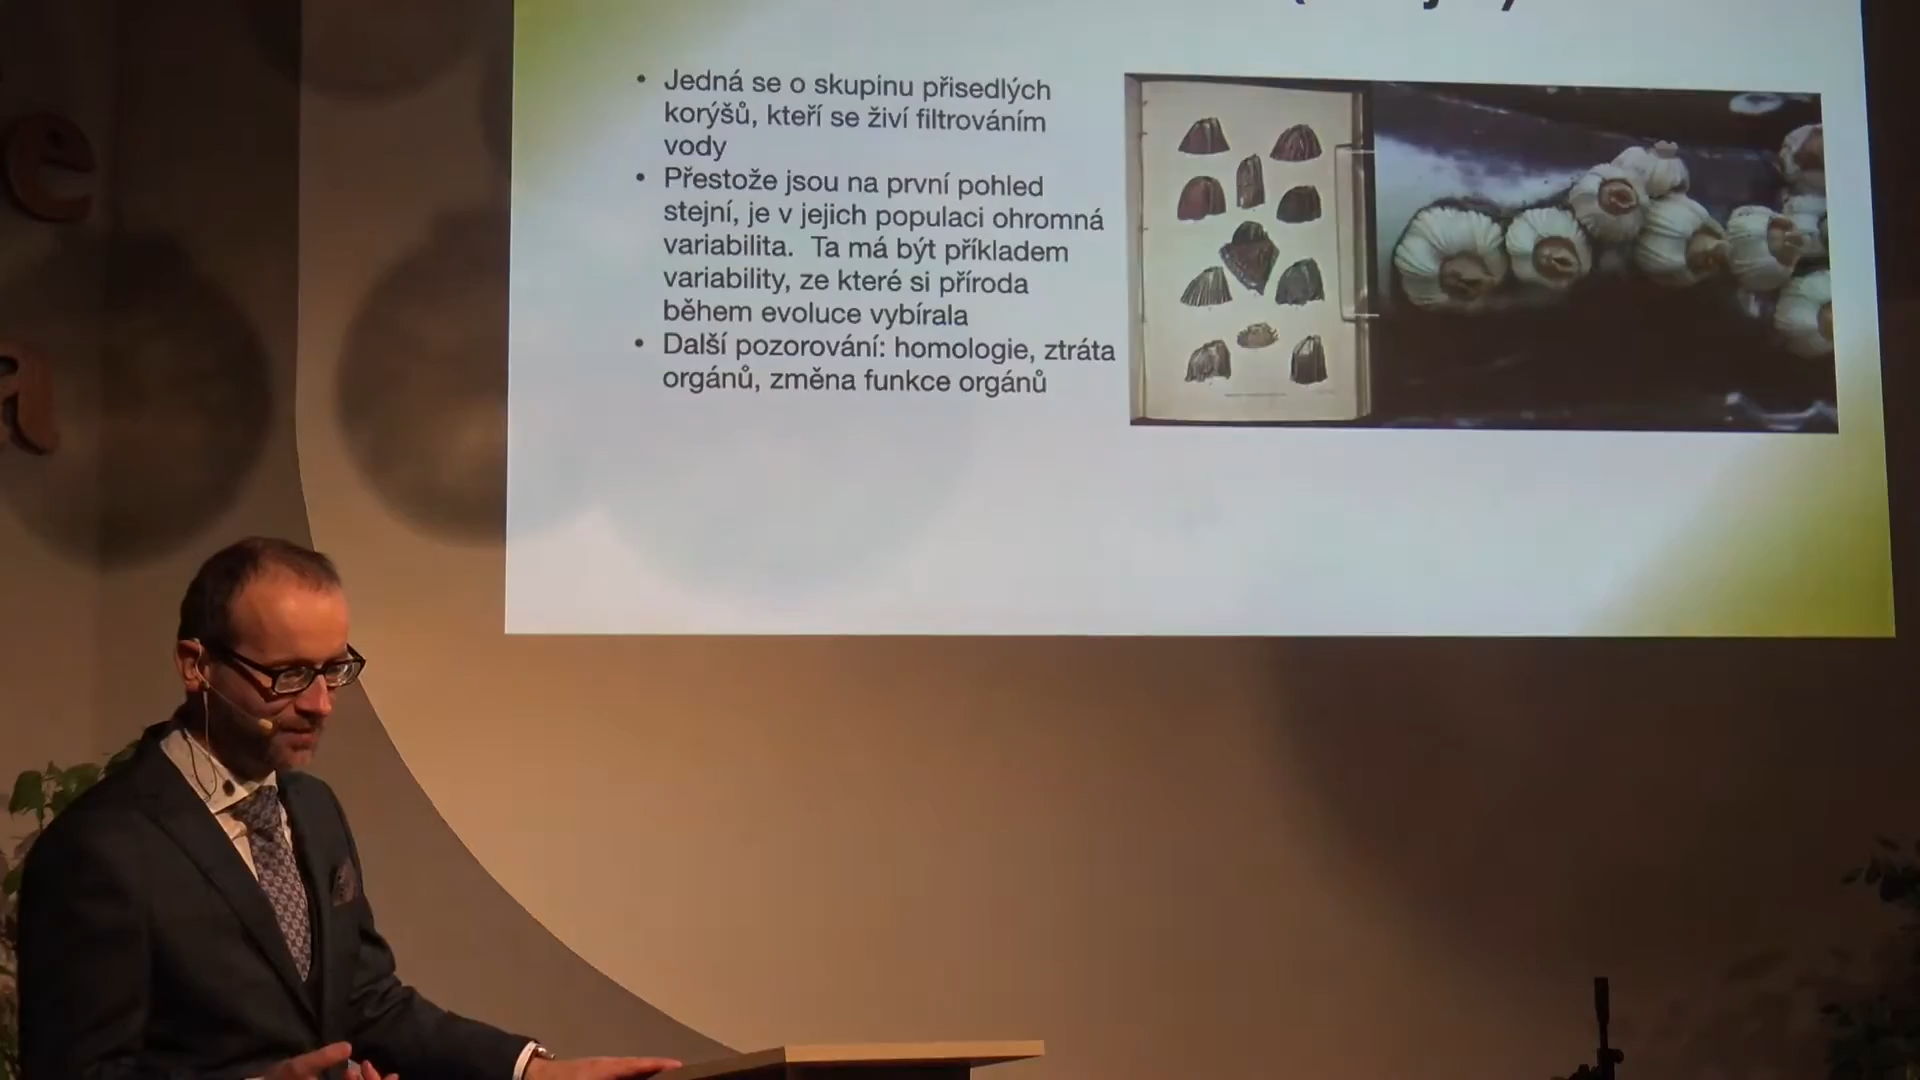 • Jedná se o skupinu přisedlých
korýšů, kteří se živí filtrováním
vody
• Přestože jsou na první pohled
stejní, je v jejich populaci ohromná
variabilita. Ta má být příkladem
variability, ze které si příroda
během evoluce vybírala
• Další pozorování: homologie, ztráta
orgánů, změna funkce orgánů
e
a